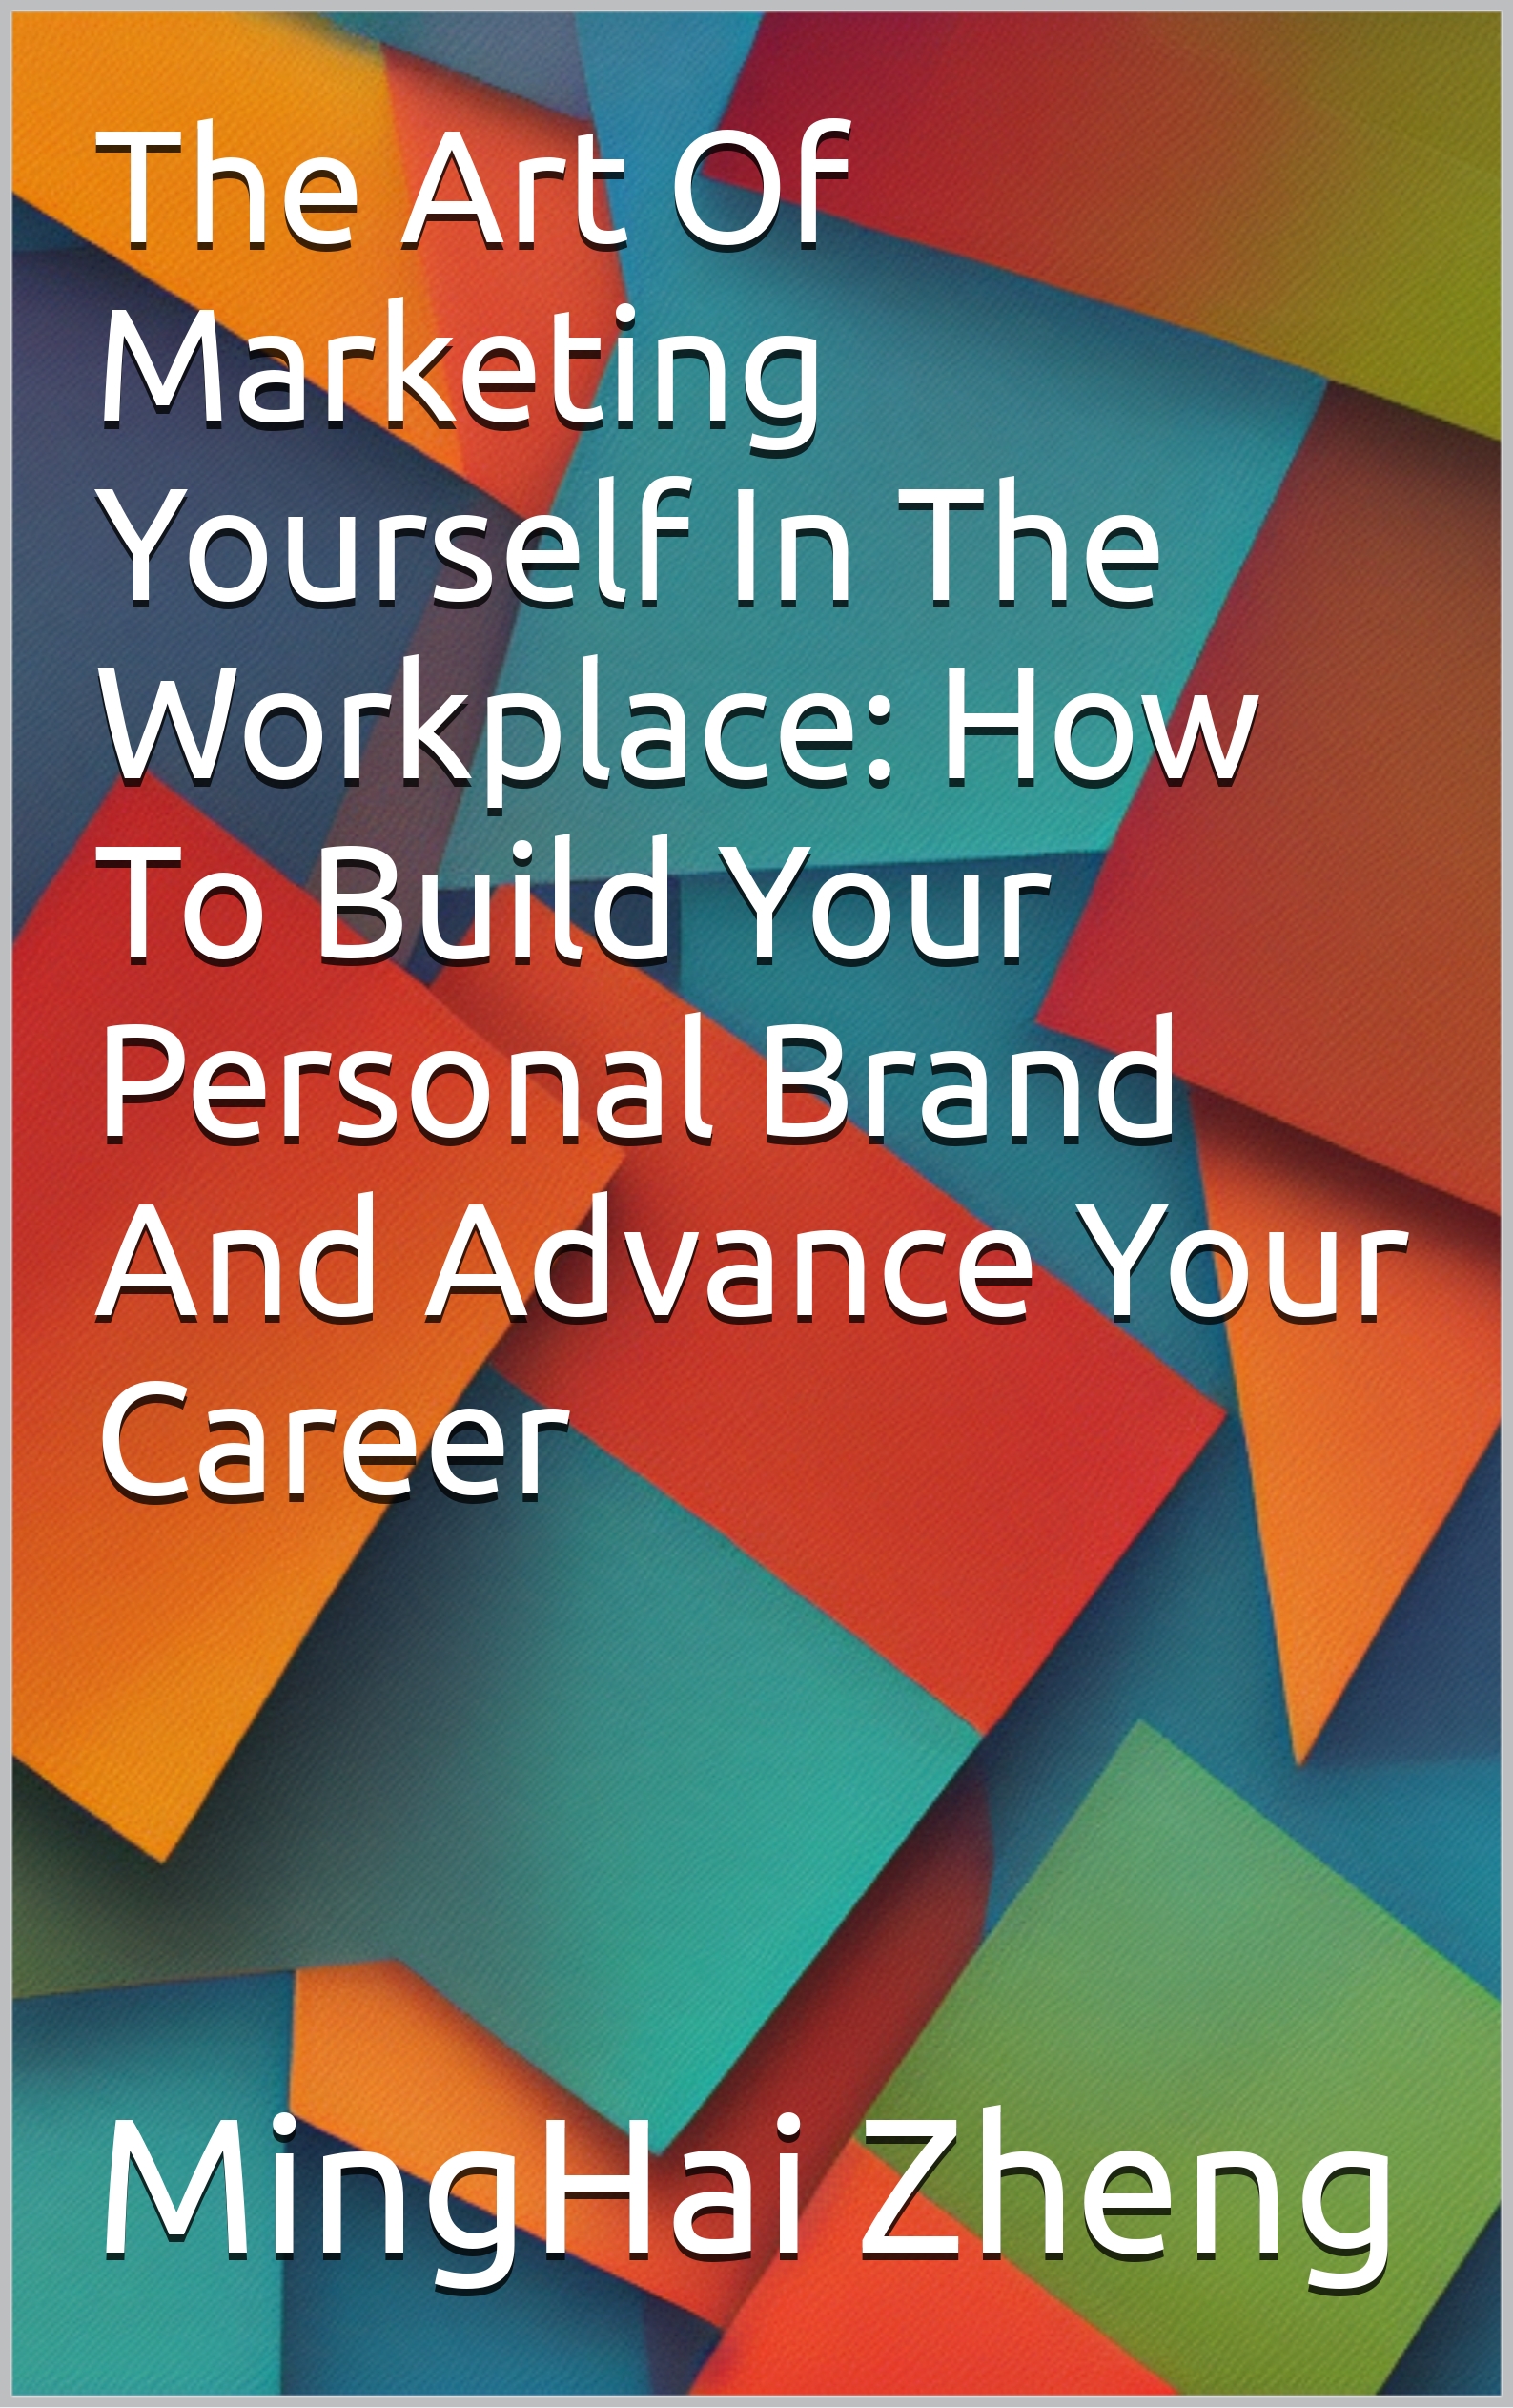 The Art Of
Marketing
Yourself In The
Workplace: How
To Build Your
Personal Brand
And Advance Your
Career
MingHai Zheng